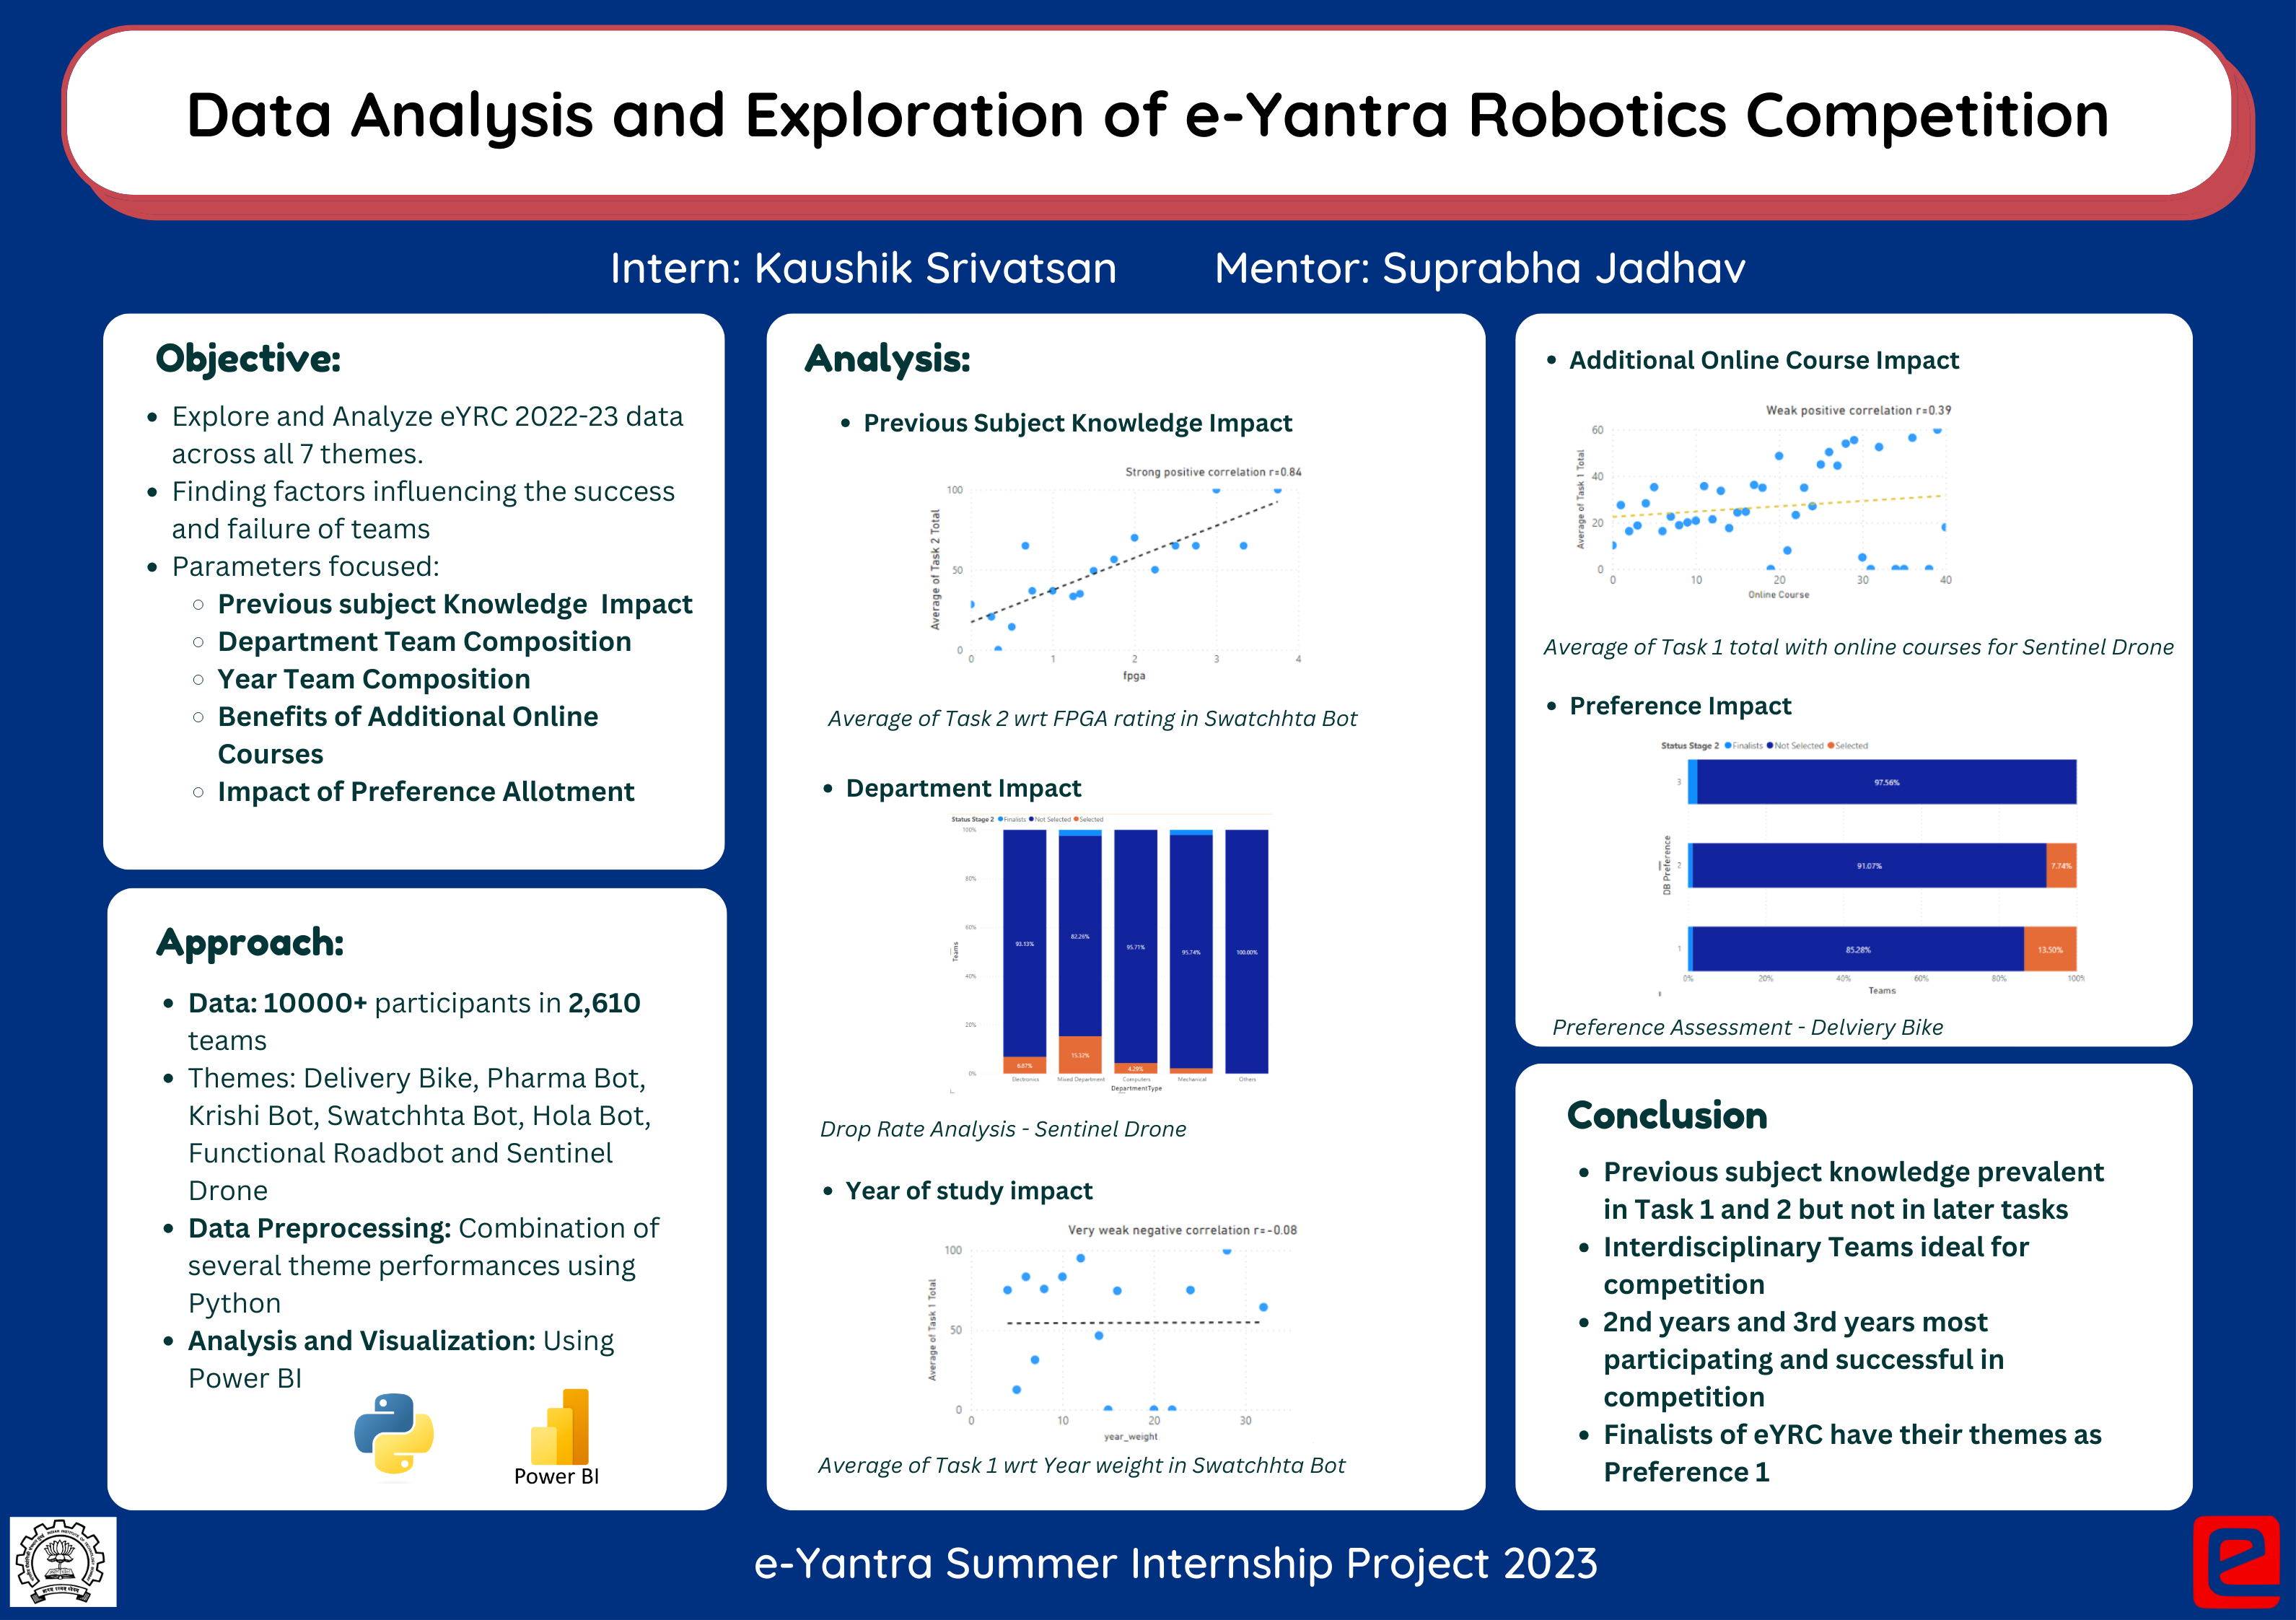 Data Analysis and Exploration of e-Yantra Robotics Competition
Intern: Kaushik Srivatsan
Mentor: Suprabha Jadhav
Objective:
• Explore and Analyze eYRC 2022-23 data
across all 7 themes.
• Finding factors influencing the success
and failure of teams
• Parameters focused:
○ Previous subject Knowledge Impact
○ Department Team Composition
○ Year Team Composition
○ Benefits of Additional Online
Courses
○ Impact of Preference Allotment
Approach:
• Data: 10000+ participants in 2,610
teams
• Themes: Delivery Bike, Pharma Bot,
Krishi Bot, Swatchhta Bot, Hola Bot,
Functional Roadbot and Sentinel
Drone
• Data Preprocessing: Combination of
several theme performances using
Python
• Analysis and Visualization: Using
Power BI
Power BI
Analysis:
• Previous Subject Knowledge Impact
Strong positive correlation r=0.84
Average of Task 2 Total
100
50
0
0 1 2 3 4
fpga
Average of Task 2 wrt FPGA rating in Swatchhta Bot
• Department Impact
Status Stage 2 Finalists Not Selected Selected
Teams
100%
80%
60%
40%
20%
0%
93.13% 82.26% 95.71% 95.74% 100.00%
6.87% 15.32% 4.29%
Electronics Mixed Department Computers Mechanical Others
DepartmentType
Drop Rate Analysis - Sentinel Drone
• Year of study impact
Very weak negative correlation r=-0.08
Average of Task 1 Total
100
50
0
0 10 20 30
year_weight
Average of Task 1 wrt Year weight in Swatchhta Bot
• Additional Online Course Impact
Weak positive correlation r=0.39
Average of Task 1 Total
60
40
20
0
0 10 20 30 40
Online Course
Average of Task 1 total with online courses for Sentinel Drone
• Preference Impact
Status Stage 2 Finalists Not Selected Selected
DB Preference
3 97.56%
2 91.07% 7.74%
1 85.28% 13.50%
0% 20% 40% 60% 80% 100%
Teams
Preference Assessment - Delviery Bike
Conclusion
• Previous subject knowledge prevalent
in Task 1 and 2 but not in later tasks
• Interdisciplinary Teams ideal for
competition
• 2nd years and 3rd years most
participating and successful in
competition
• Finalists of eYRC have their themes as
Preference 1
e-Yantra Summer Internship Project 2023
e